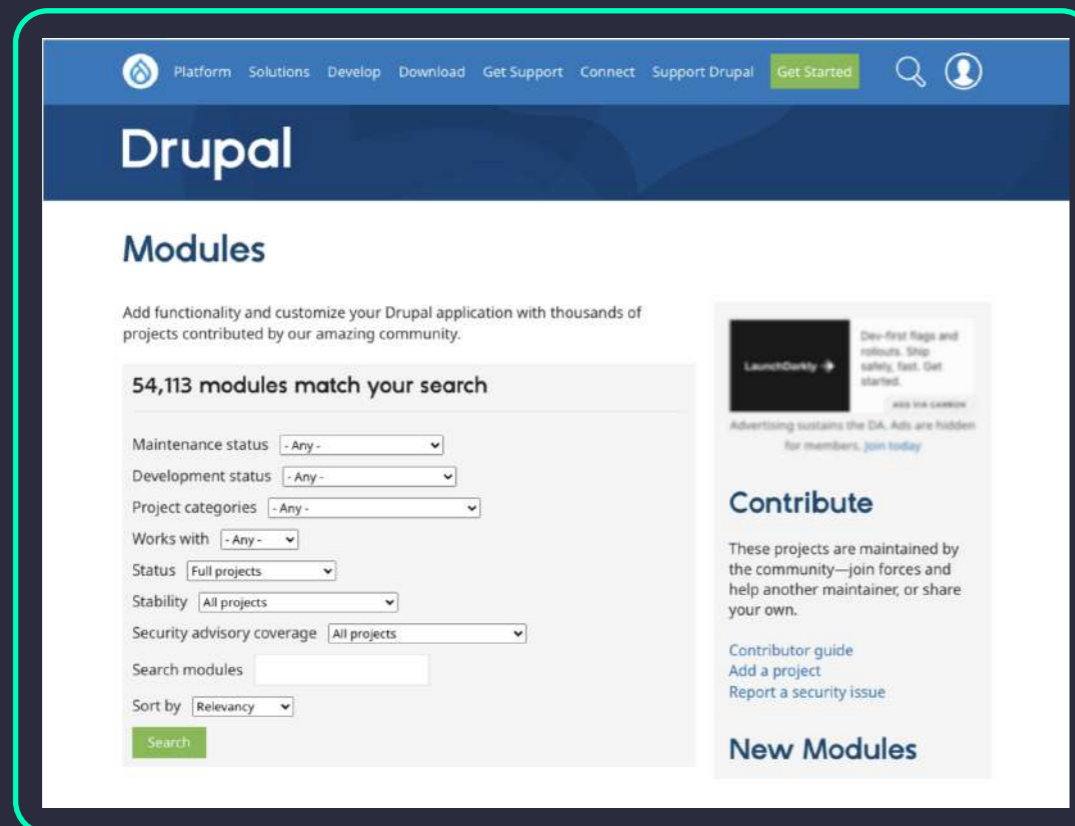 Platform Solutions Develop Download Get Support Connect Support Drupal Get Started
Drupal
Modules
Add functionality and customize your Drupal application with thousands of
projects contributed by our amazing community.
54,113 modules match your search
Maintenance status - Any -
Development status - Any -
Project categories - Any -
Works with - Any -
Status Full projects
Stability All projects
Security advisory coverage All projects
Search modules
Sort by Relevancy
Search
LaunchDarkly →
Dev-first flags and
rollouts. Ship
safely, fast. Get
started.
ADS VIA CARBON
Advertising sustains the DA. Ads are hidden
for members. Join today
Contribute
These projects are maintained by
the community—join forces and
help another maintainer, or share
your own.
Contributor guide
Add a project
Report a security issue
New Modules